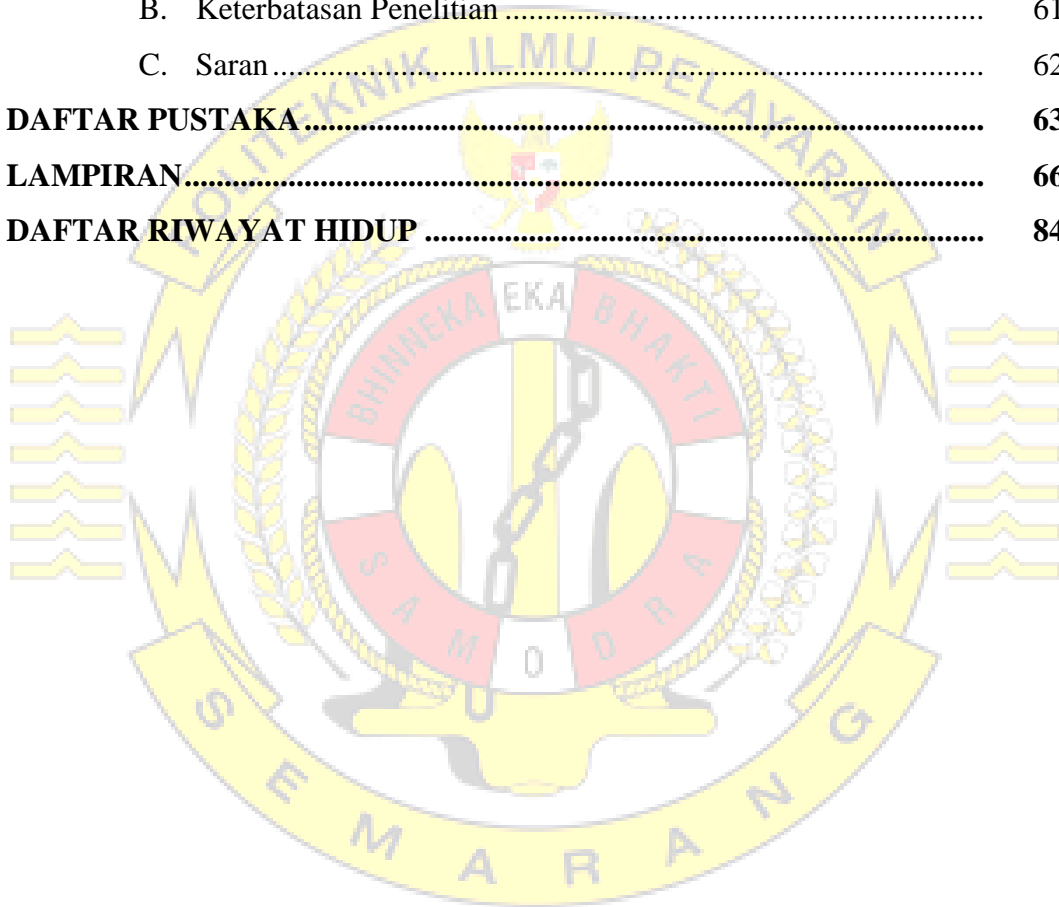 B. Keterbatasan Penelitian ........................................................... 61
C. Saran ......................................................................................... 62
DAFTAR PUSTAKA ..................................................................................... 63
LAMPIRAN ..................................................................................................... 66
DAFTAR RIWAYAT HIDUP ...................................................................... 84
POLITEKNIK ILMU PELAYARAN
BHINNEKA EKA BHAKTI
SAMODRA
SEMARANG